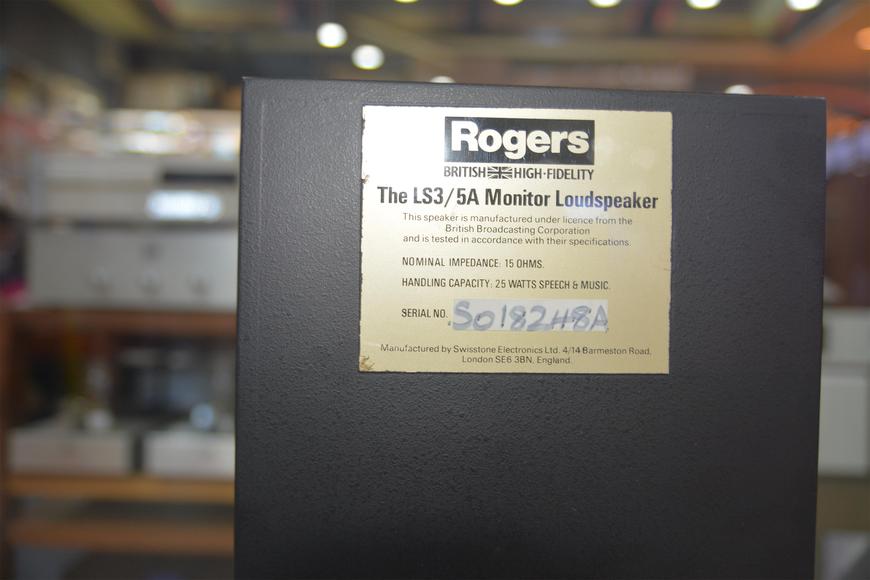 Rogers
BRITISH HIGH·FIDELITY
The LS3/5A Monitor Loudspeaker
This speaker is manufactured under licence from the
British Broadcasting Corporation
and is tested in accordance with their specifications.
NOMINAL IMPEDANCE: 15 OHMS.
HANDLING CAPACITY: 25 WATTS SPEECH & MUSIC.
SERIAL NO. S018248A
Manufactured by Swisstone Electronics Ltd. 4/14 Barmeston Road,
London SE6 3BN, England.